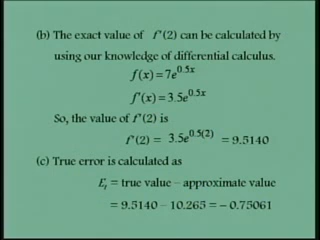 (b) The exact value of f'(2) can be calculated by
using our knowledge of differential calculus.
f(x) = 7e^{0.5x}
f'(x) = 3.5e^{0.5x}
So, the value of f'(2) is
f'(2) = 3.5e^{0.5(2)} = 9.5140
(c) True error is calculated as
E_t = true value – approximate value
= 9.5140 – 10.265 = – 0.75061